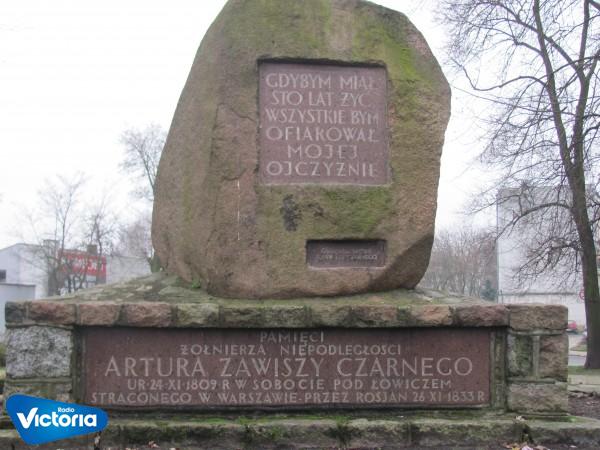 GDYBYM MIAŁ
STO LAT ŻYĆ
WSZYSTKIE BYM
OFIAROWAŁ
MOJEJ
OJCZYŹNIE
PAMIĘCI
ŻOŁNIERZA NIEPODLEGŁOŚCI
ARTURA ZAWISZY CZARNEGO
UR·24·XI·1809·R W SOBOCIE POD ŁOWICZEM
STRACONEGO W WARSZAWIE·PRZEZ ROSJAN 26 XI 1833 R
Radio
Victoria